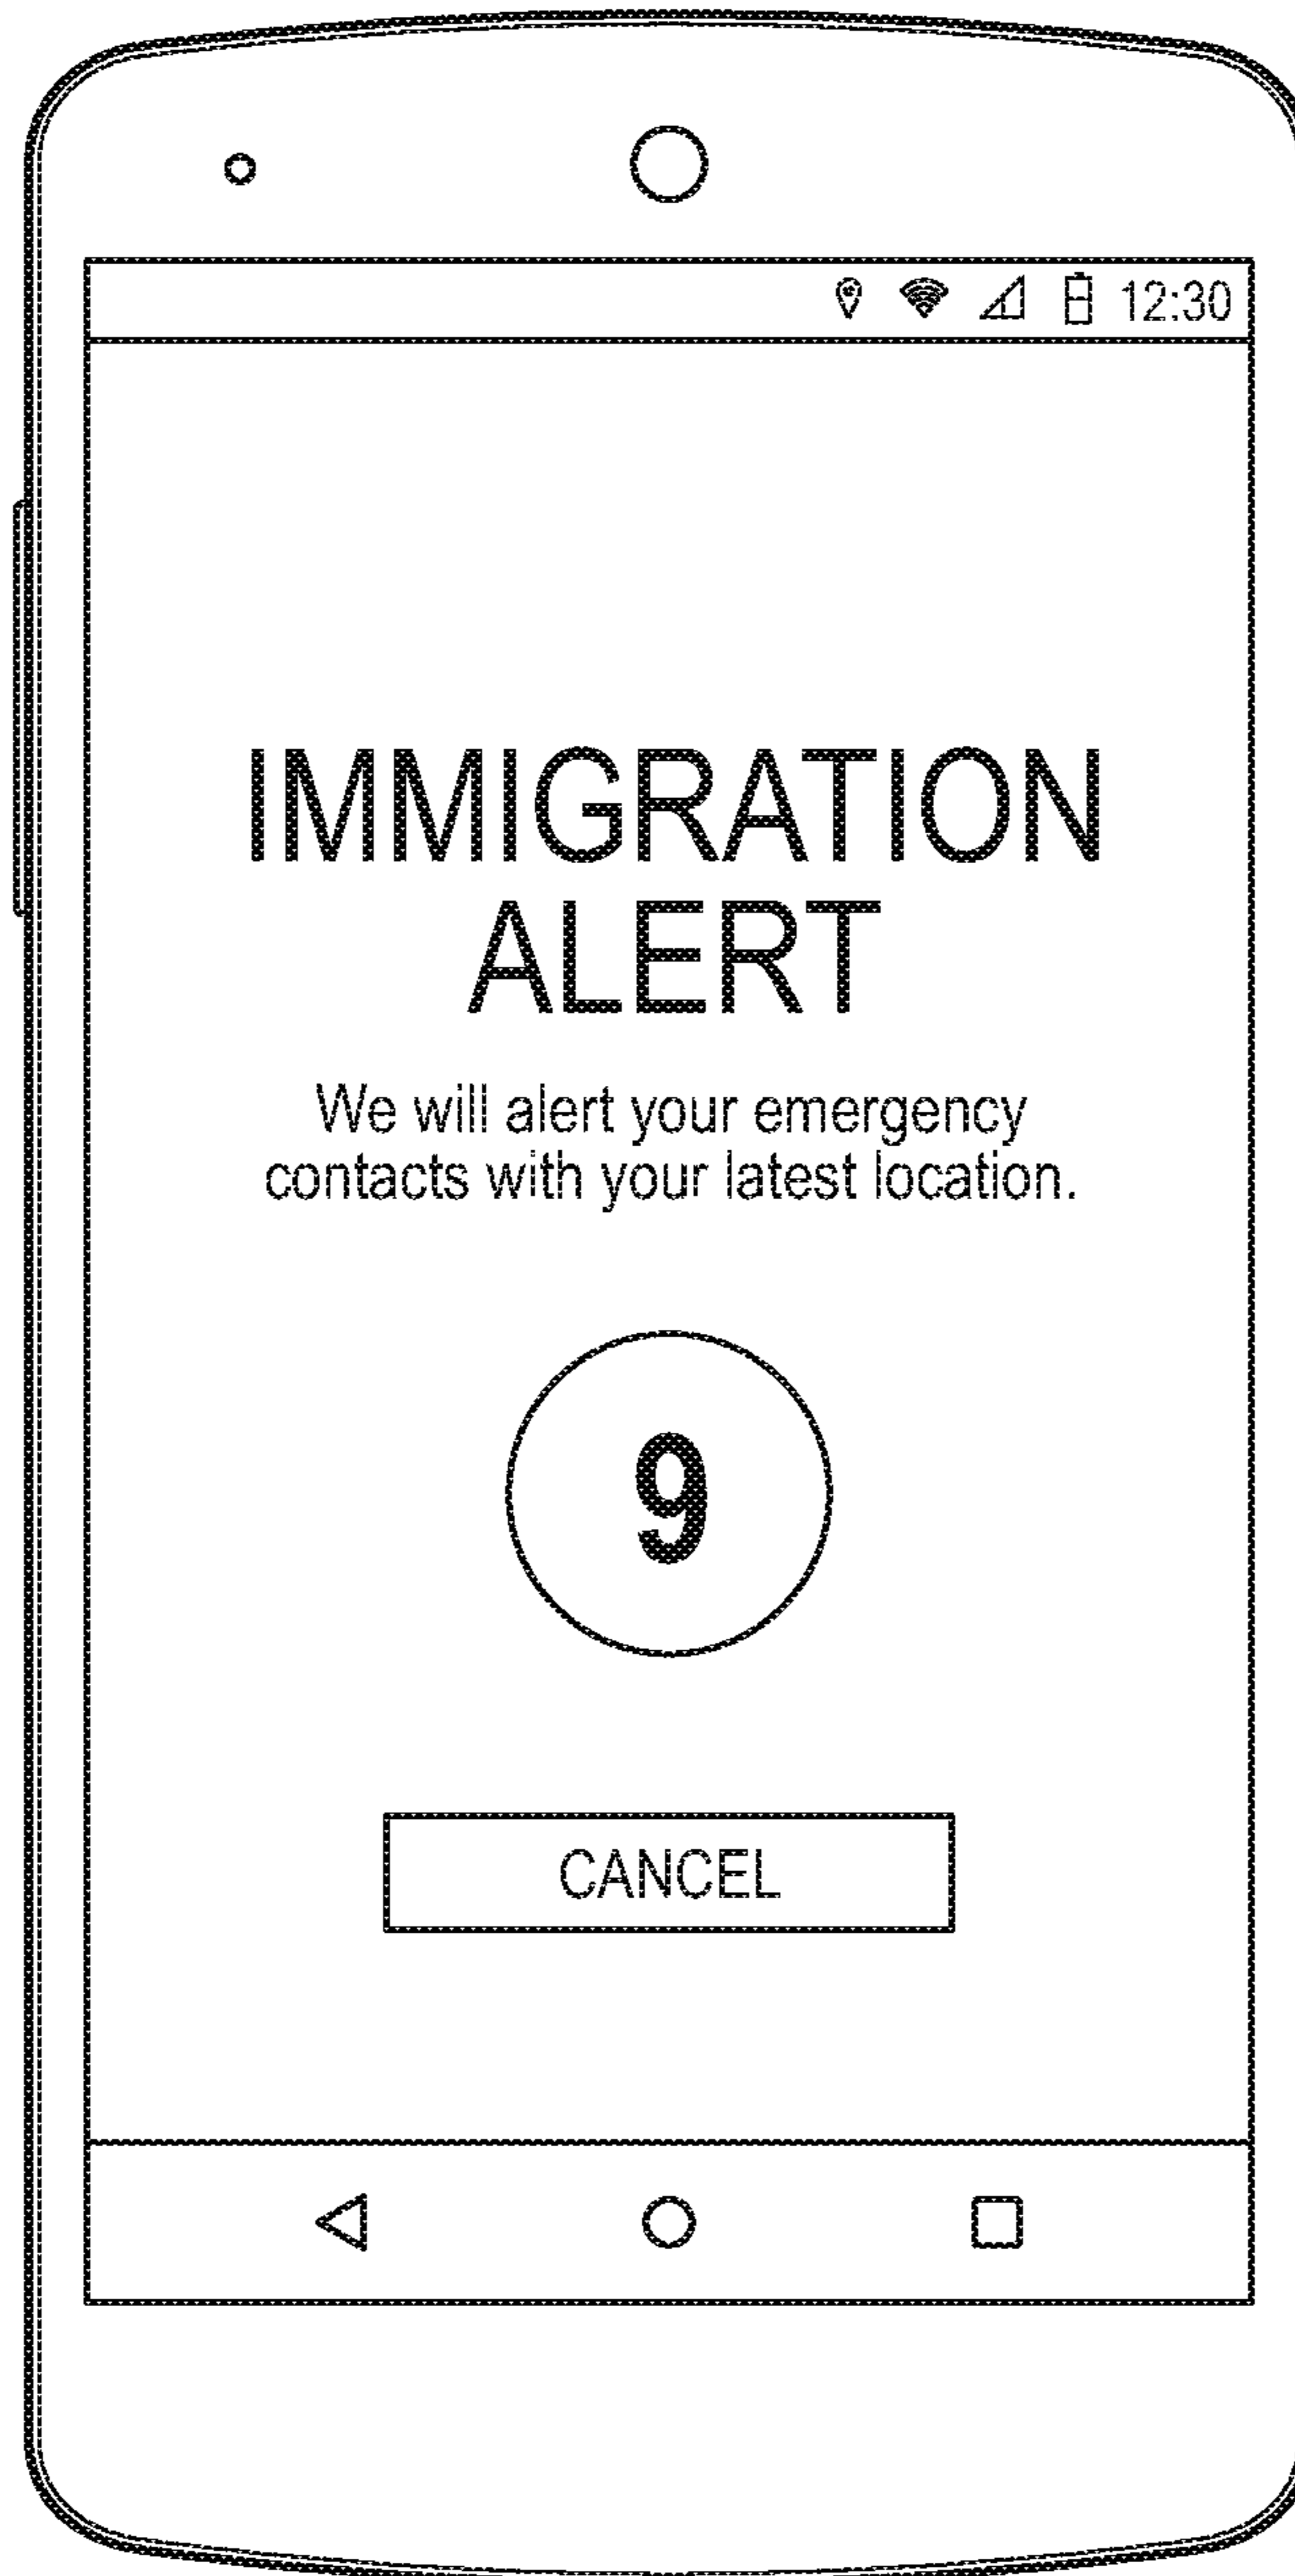 12:30
IMMIGRATION
ALERT
We will alert your emergency
contacts with your latest location.
9
CANCEL